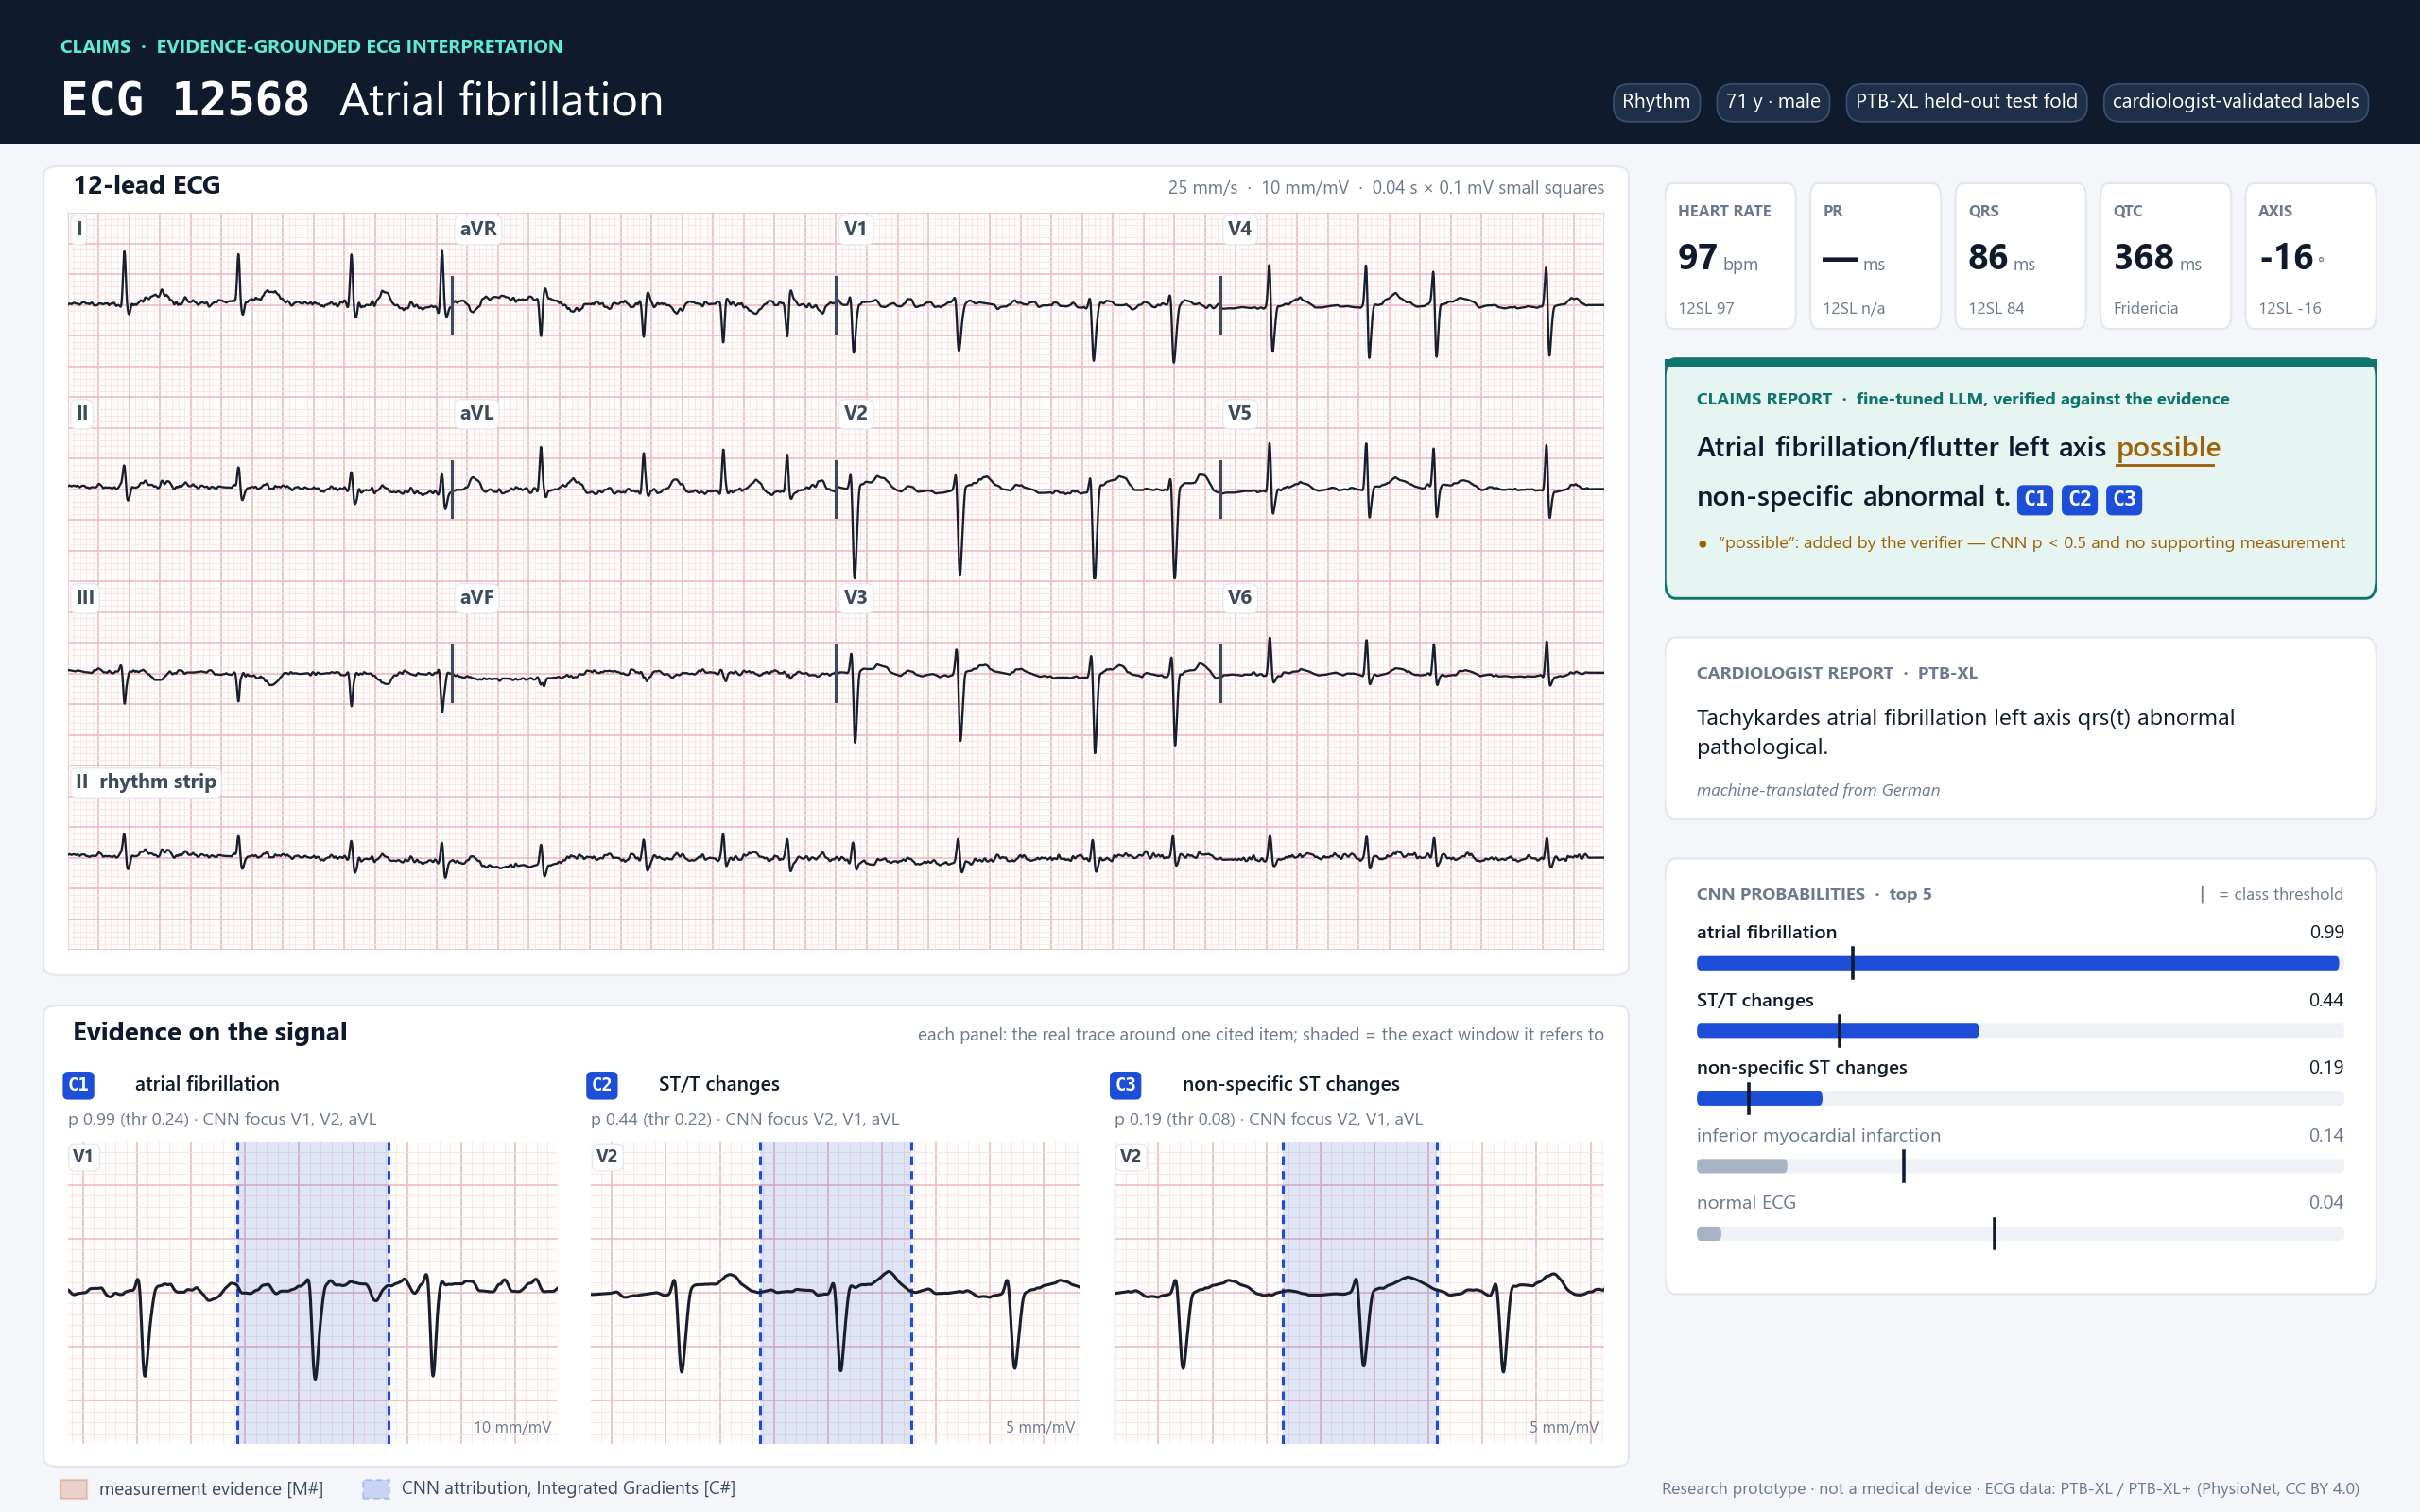 CLAIMS · EVIDENCE-GROUNDED ECG INTERPRETATION
ECG 12568 Atrial fibrillation
Rhythm
71 y · male
PTB-XL held-out test fold
cardiologist-validated labels
12-lead ECG
25 mm/s · 10 mm/mV · 0.04 s × 0.1 mV small squares
I
aVR
V1
V4
II
aVL
V2
V5
III
aVF
V3
V6
II rhythm strip
HEART RATE
97 bpm
12SL 97
PR
— ms
12SL n/a
QRS
86 ms
12SL 84
QTC
368 ms
Fridericia
AXIS
-16 °
12SL -16
CLAIMS REPORT · fine-tuned LLM, verified against the evidence
Atrial fibrillation/flutter left axis possible
non-specific abnormal t. C1 C2 C3
• "possible": added by the verifier — CNN p < 0.5 and no supporting measurement
CARDIOLOGIST REPORT · PTB-XL
Tachykardes atrial fibrillation left axis qrs(t) abnormal
pathological.
machine-translated from German
CNN PROBABILITIES · top 5
| = class threshold
atrial fibrillation 0.99
ST/T changes 0.44
non-specific ST changes 0.19
inferior myocardial infarction 0.14
normal ECG 0.04
Evidence on the signal
each panel: the real trace around one cited item; shaded = the exact window it refers to
C1 atrial fibrillation
p 0.99 (thr 0.24) · CNN focus V1, V2, aVL
V1
10 mm/mV
C2 ST/T changes
p 0.44 (thr 0.22) · CNN focus V2, V1, aVL
V2
5 mm/mV
C3 non-specific ST changes
p 0.19 (thr 0.08) · CNN focus V2, V1, aVL
V2
5 mm/mV
measurement evidence [M#]
CNN attribution, Integrated Gradients [C#]
Research prototype · not a medical device · ECG data: PTB-XL / PTB-XL+ (PhysioNet, CC BY 4.0)